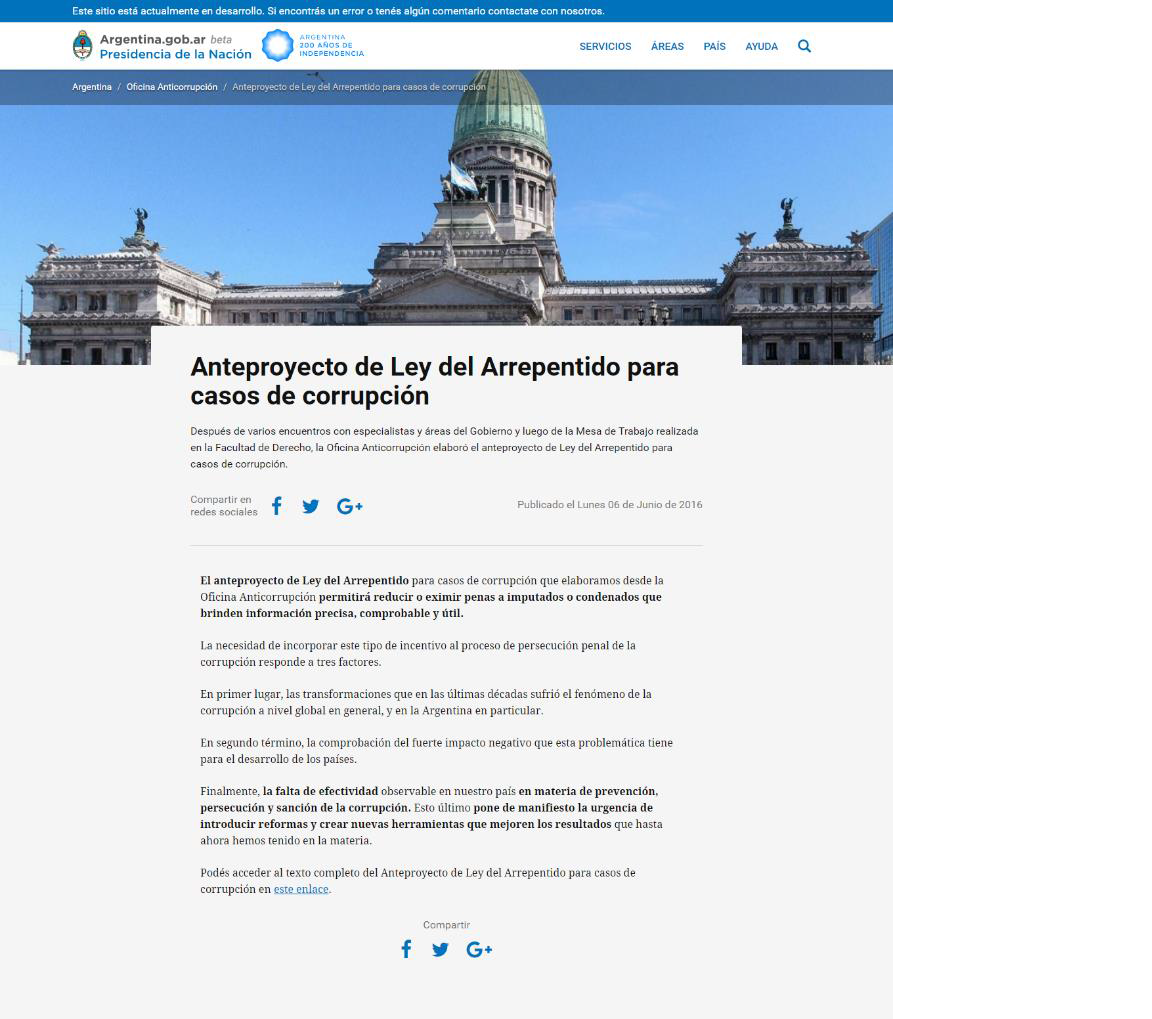 Este sitio está actualmente en desarrollo. Si encontrás un error o tenés algún comentario contactate con nosotros.
Argentina.gob.ar beta
Presidencia de la Nación
ARGENTINA
200 AÑOS DE
INDEPENDENCIA
SERVICIOS ÁREAS PAÍS AYUDA
Argentina / Oficina Anticorrupción / Anteproyecto de Ley del Arrepentido para casos de corrupción
Anteproyecto de Ley del Arrepentido para
casos de corrupción
Después de varios encuentros con especialistas y áreas del Gobierno y luego de la Mesa de Trabajo realizada
en la Facultad de Derecho, la Oficina Anticorrupción elaboró el anteproyecto de Ley del Arrepentido para
casos de corrupción.
Compartir en
redes sociales
Publicado el Lunes 06 de Junio de 2016
El anteproyecto de Ley del Arrepentido para casos de corrupción que elaboramos desde la
Oficina Anticorrupción permitirá reducir o eximir penas a imputados o condenados que
brinden información precisa, comprobable y útil.
La necesidad de incorporar este tipo de incentivo al proceso de persecución penal de la
corrupción responde a tres factores.
En primer lugar, las transformaciones que en las últimas décadas sufrió el fenómeno de la
corrupción a nivel global en general, y en la Argentina en particular.
En segundo término, la comprobación del fuerte impacto negativo que esta problemática tiene
para el desarrollo de los países.
Finalmente, la falta de efectividad observable en nuestro país en materia de prevención,
persecución y sanción de la corrupción. Esto último pone de manifiesto la urgencia de
introducir reformas y crear nuevas herramientas que mejoren los resultados que hasta
ahora hemos tenido en la materia.
Podés acceder al texto completo del Anteproyecto de Ley del Arrepentido para casos de
corrupción en este enlace.
Compartir